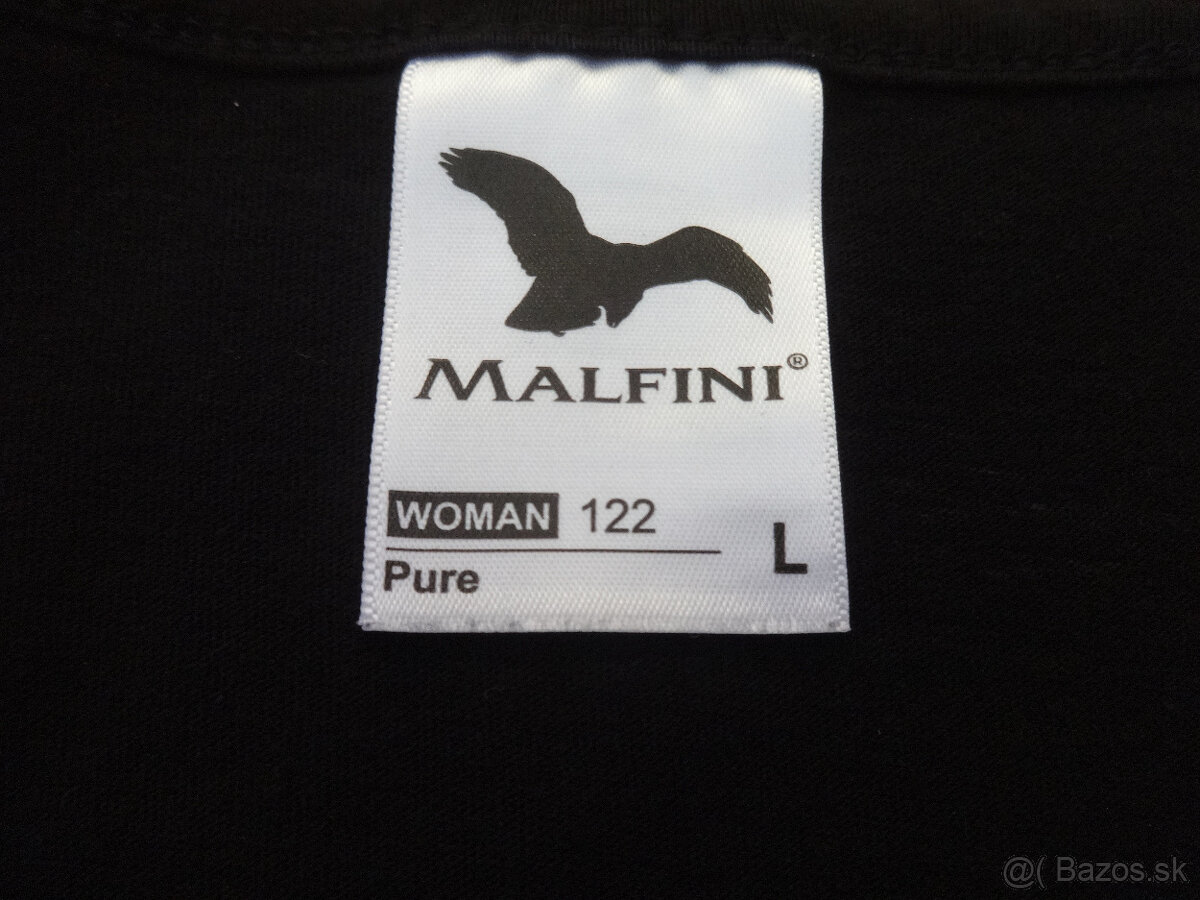 MALFINI®
WOMAN 122
Pure
L
@( Bazos.sk